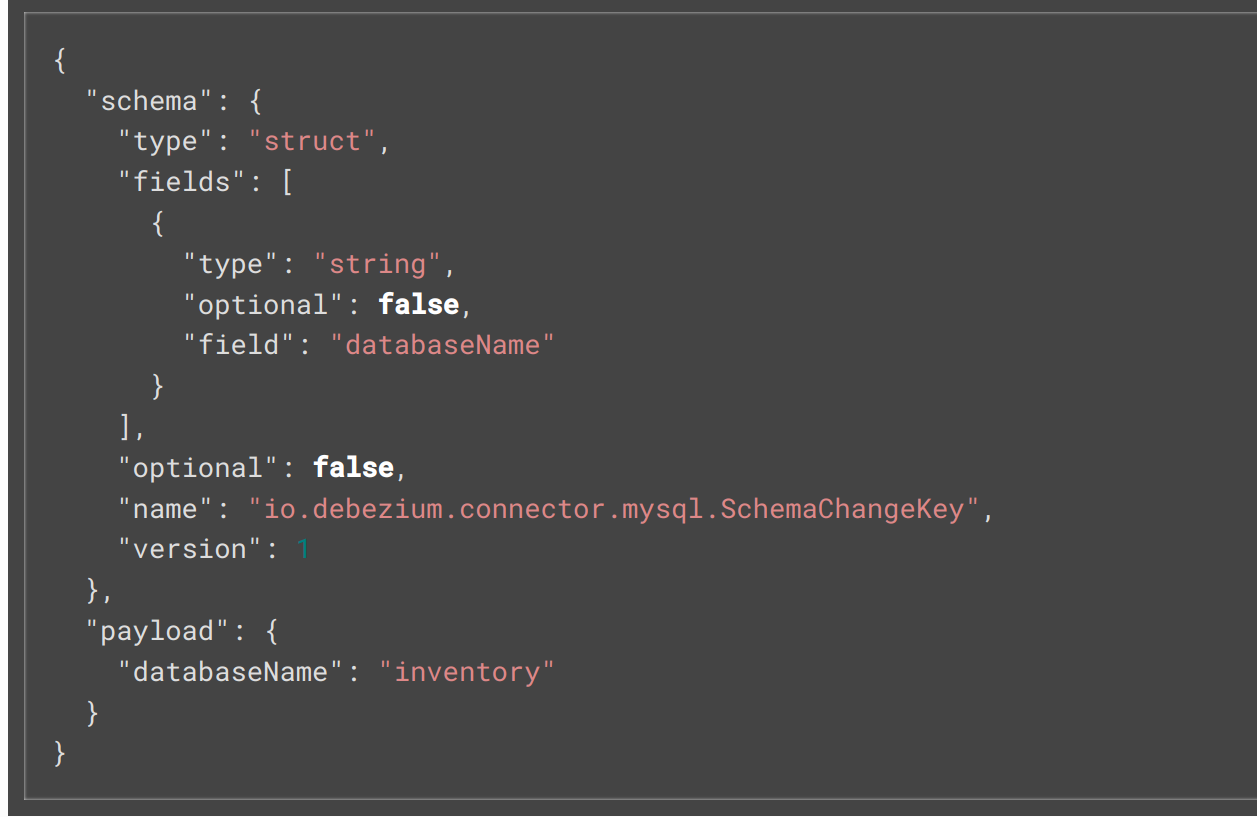 {
  "schema": {
    "type": "struct",
    "fields": [
      {
        "type": "string",
        "optional": false,
        "field": "databaseName"
      }
    ],
    "optional": false,
    "name": "io.debezium.connector.mysql.SchemaChangeKey",
    "version": 1
  },
  "payload": {
    "databaseName": "inventory"
  }
}